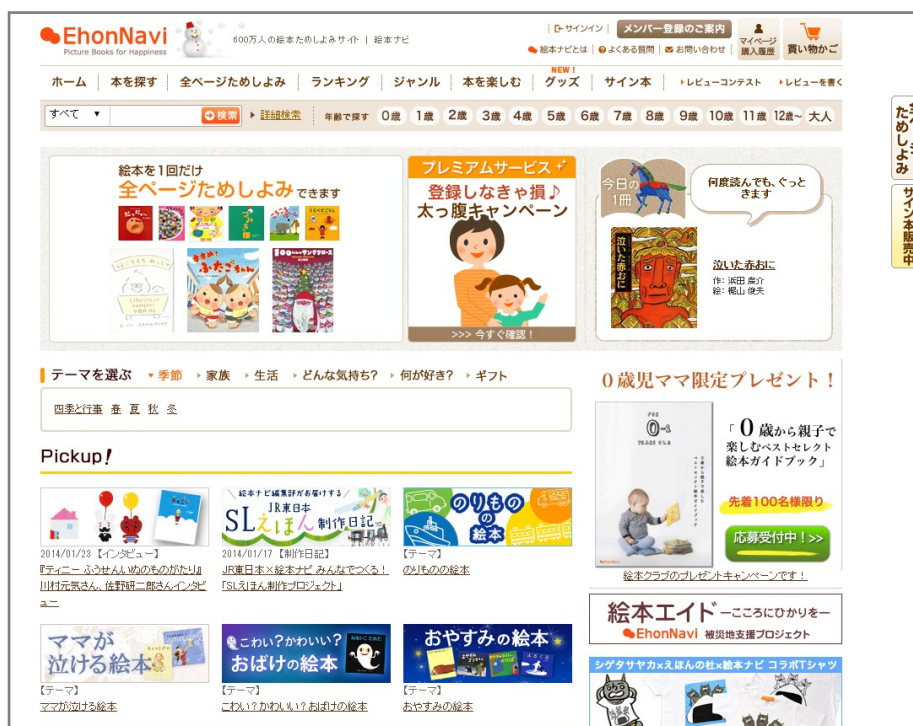 EhonNavi
Picture Books for Happiness
600万人の絵本ためしよみサイト | 絵本ナビ
サインイン
メンバー登録のご案内
マイページ
購入履歴
買い物かご
絵本ナビとは
よくある質問
お問い合わせ
ホーム
本を探す
全ページためしよみ
ランキング
ジャンル
本を楽しむ
NEW!
グッズ
サイン本
レビューコンテスト
レビューを書く
すべて
検索
詳細検索
年齢で探す
0歳 1歳 2歳 3歳 4歳 5歳 6歳 7歳 8歳 9歳 10歳 11歳 12歳~ 大人
ためしよみ
サイン本販売中
絵本を1回だけ
全ページためしよみできます
ふたごちゃん
100にんのサンタクロース
プレミアムサービス
登録しなきゃ損♪
太っ腹キャンペーン
>>> 今すぐ確認!
今日の
1冊
何度読んでも、ぐっと
きます
泣いた赤おに
泣いた赤おに
作: 浜田 廣介
絵: 梶山 俊夫
テーマを選ぶ
季節
家族
生活
どんな気持ち?
何が好き?
ギフト
四季と行事 春 夏 秋 冬
Pickup!
2014/01/23 【インタビュー】
『ティニー ふうせんいぬのものがたり』
川村元気さん、佐野研二郎さんインタビ
ュー
絵本ナビ編集部がお届けする
JR東日本
SLえほん制作日記
2014/01/17 【制作日記】
JR東日本×絵本ナビ みんなでつくる!
「SLえほん制作プロジェクト」
のりもの
の
絵本
【テーマ】
のりものの絵本
ママが
泣ける絵本
【テーマ】
ママが泣ける絵本
こわい?かわいい?
おばけの絵本
【テーマ】
こわい?かわいい?おばけの絵本
おやすみの絵本
【テーマ】
おやすみの絵本
0歳児ママ限定プレゼント!
0-1
YEARS OLD
「0歳から親子で
楽しむベストセレクト
絵本ガイドブック」
先着100名様限り
応募受付中!>>
絵本クラブのプレゼントキャンペーンです!
絵本エイド ーこころにひかりをー
EhonNavi 被災地支援プロジェクト
シゲタサヤカxえほんの杜x絵本ナビ コラボTシャツ